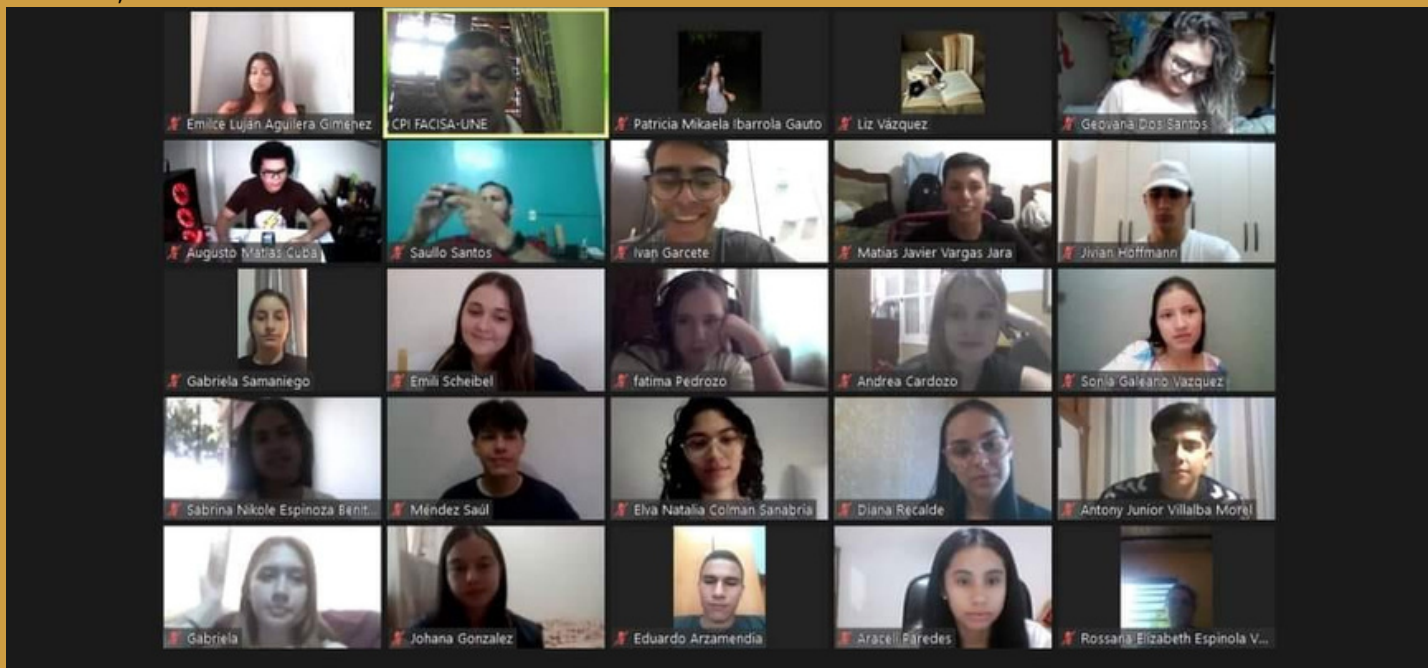 Emilce Luján Aguilera Gimenez
CPI FACISA-UNE
Patricia Mikaela Ibarrola Gauto
Liz Vázquez
Geovana Dos Santos
Augusto Matias Cuba
Saullo Santos
Ivan Garcete
Matias Javier Vargas Jara
Jivian Hoffmann
Gabriela Samaniego
Emili Scheibel
fatima Pedrozo
Andrea Cardozo
Sonia Galeano Vazquez
Sabrina Nikole Espinoza Benit...
Méndez Saúl
Elva Natalia Colman Sanabria
Diana Recalde
Antony Junior Villalba Morel
Gabriela
Johana Gonzalez
Eduardo Arzamendia
Araceli Paredes
Rossana Elizabeth Espinola V...